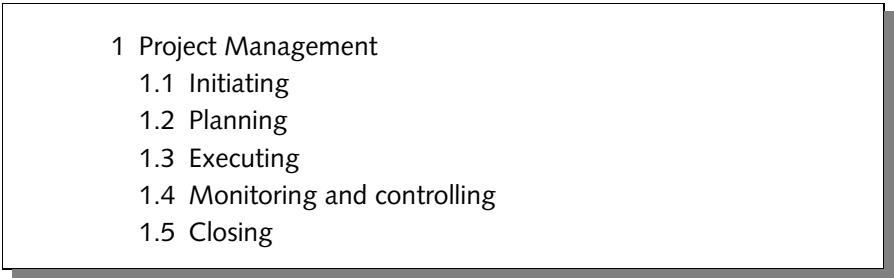 1 Project Management
1.1 Initiating
1.2 Planning
1.3 Executing
1.4 Monitoring and controlling
1.5 Closing